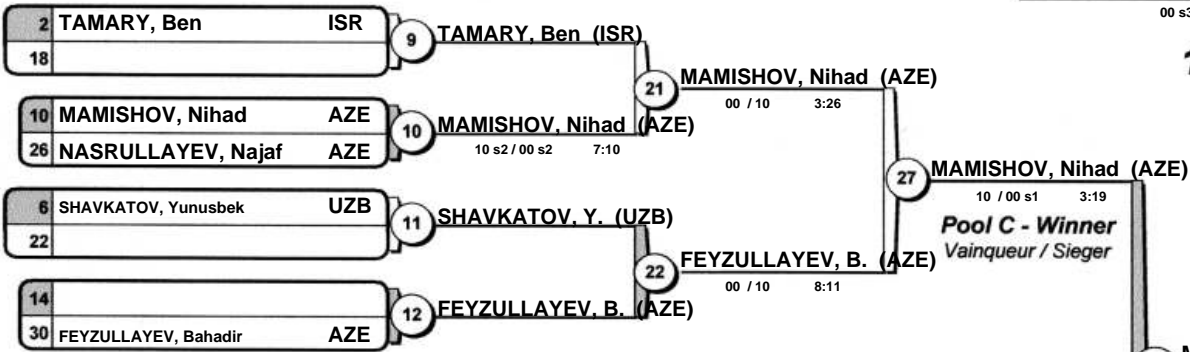 00 s3
2 TAMARY, Ben ISR
18
9
TAMARY, Ben (ISR)
21
MAMISHOV, Nihad (AZE)
00 / 10 3:26
10 MAMISHOV, Nihad AZE
26 NASRULLAYEV, Najaf AZE
10
MAMISHOV, Nihad (AZE)
10 s2 / 00 s2 7:10
27
MAMISHOV, Nihad (AZE)
10 / 00 s1 3:19
Pool C - Winner
Vainqueur / Sieger
6 SHAVKATOV, Yunusbek UZB
22
11
SHAVKATOV, Y. (UZB)
22
FEYZULLAYEV, B. (AZE)
00 / 10 8:11
14
30 FEYZULLAYEV, Bahadir AZE
12
FEYZULLAYEV, B. (AZE)